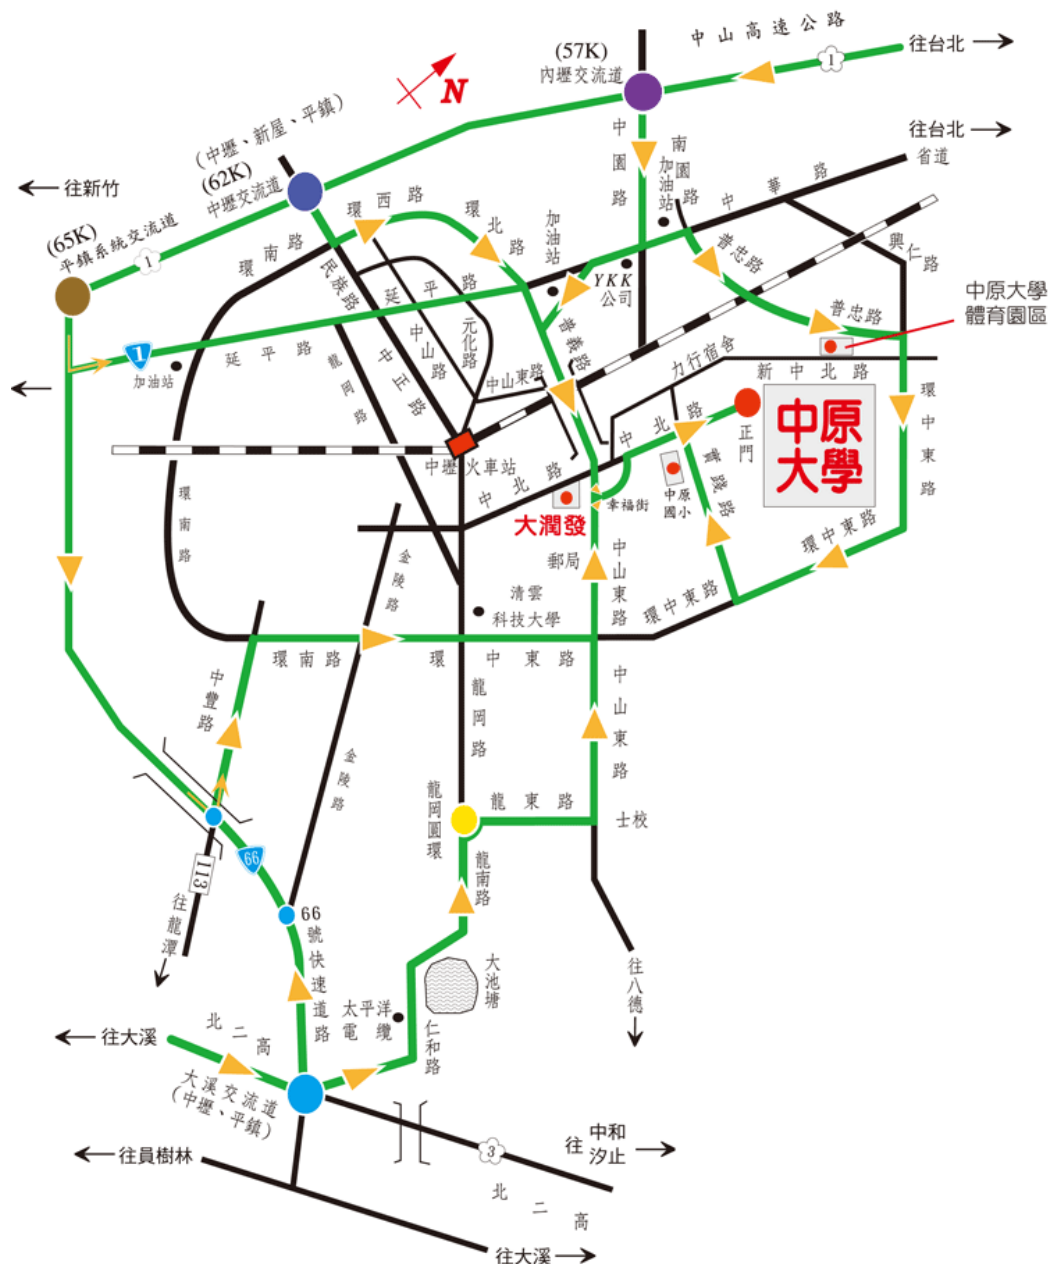 中山高速公路
往台北
1
(57K)
內壢交流道
N
往台北
省道
(中壢、新屋、平鎮)
(62K)
中壢交流道
往新竹
(65K)
平鎮系統交流道
1
中園路
南園路
加油站
中華路
興仁路
環西路
環北路
加油站
YKK
公司
普忠路
普忠路
中原大學
體育園區
環南路
民族路
延平路
中山路
元化路
普義路
力行宿舍
新中北路
1
延平路
加油站
龍岡路
中正路
中山東路
中北路
正門
中原
大學
環中東路
中壢火車站
中北路
實踐路
中原
國小
大潤發
幸福街
環南路
金陵路
郵局
中山東路
環中東路
清雲
科技大學
環中東路
環南路
環中東路
中豐路
龍岡路
中山東路
金陵路
龍岡圓環
龍東路
士校
66
113
往龍潭
龍南路
66
號快速道路
大池塘
往八德
太平洋
電纜
仁和路
往大溪
北二高
大溪交流道
(中壢、平鎮)
往
中和
汐止
3
往員樹林
北二高
往大溪